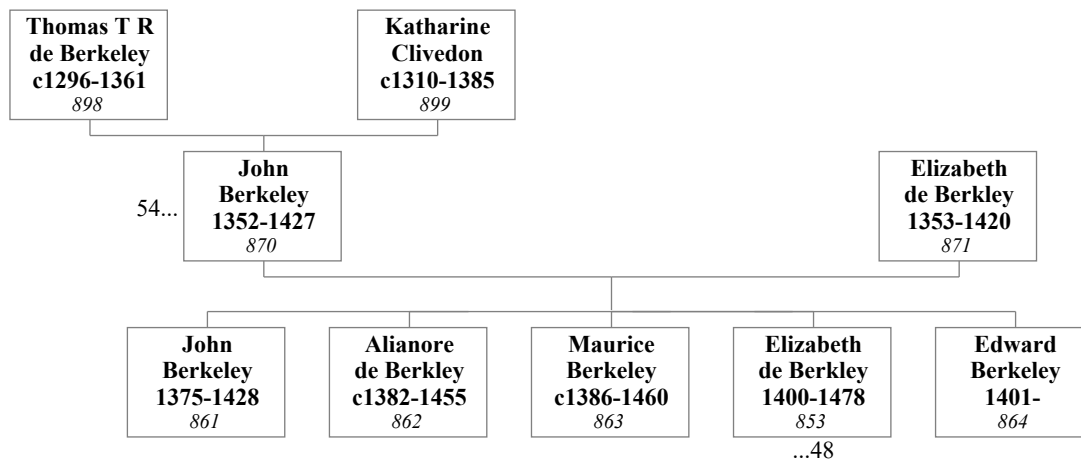 Thomas T R
de Berkeley
c1296-1361
898
Katharine
Clivedon
c1310-1385
899
54...
John
Berkeley
1352-1427
870
Elizabeth
de Berkley
1353-1420
871
John
Berkeley
1375-1428
861
Alianore
de Berkley
c1382-1455
862
Maurice
Berkeley
c1386-1460
863
Elizabeth
de Berkley
1400-1478
853
...48
Edward
Berkeley
1401-
864